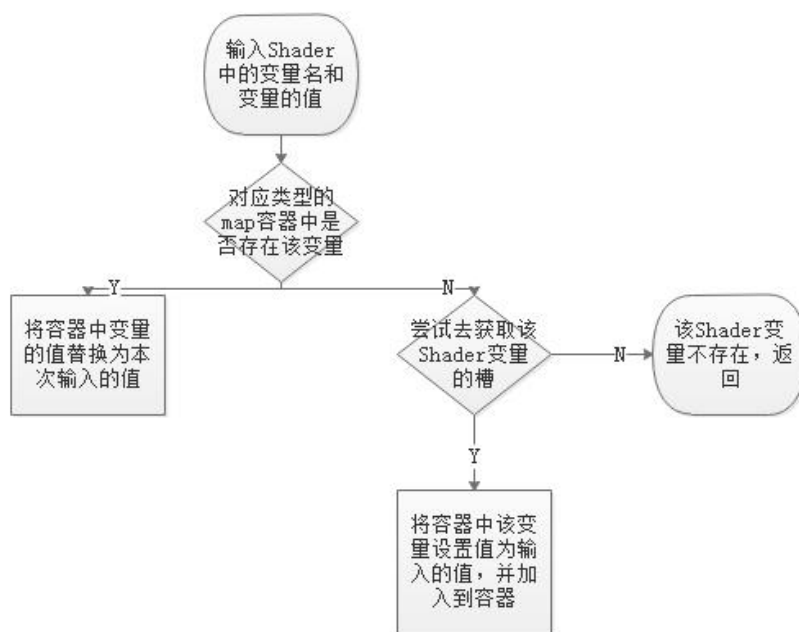 输入Shader
中的变量名和
变量的值
对应类型的
map容器中是
否存在该变量
Y
N
将容器中变量
的值替换为本
次输入的值
尝试去获取该
Shader变量
的槽
N
该Shader变
量不存在，返
回
Y
将容器中该变
量设置值为输
入的值，并加
入到容器